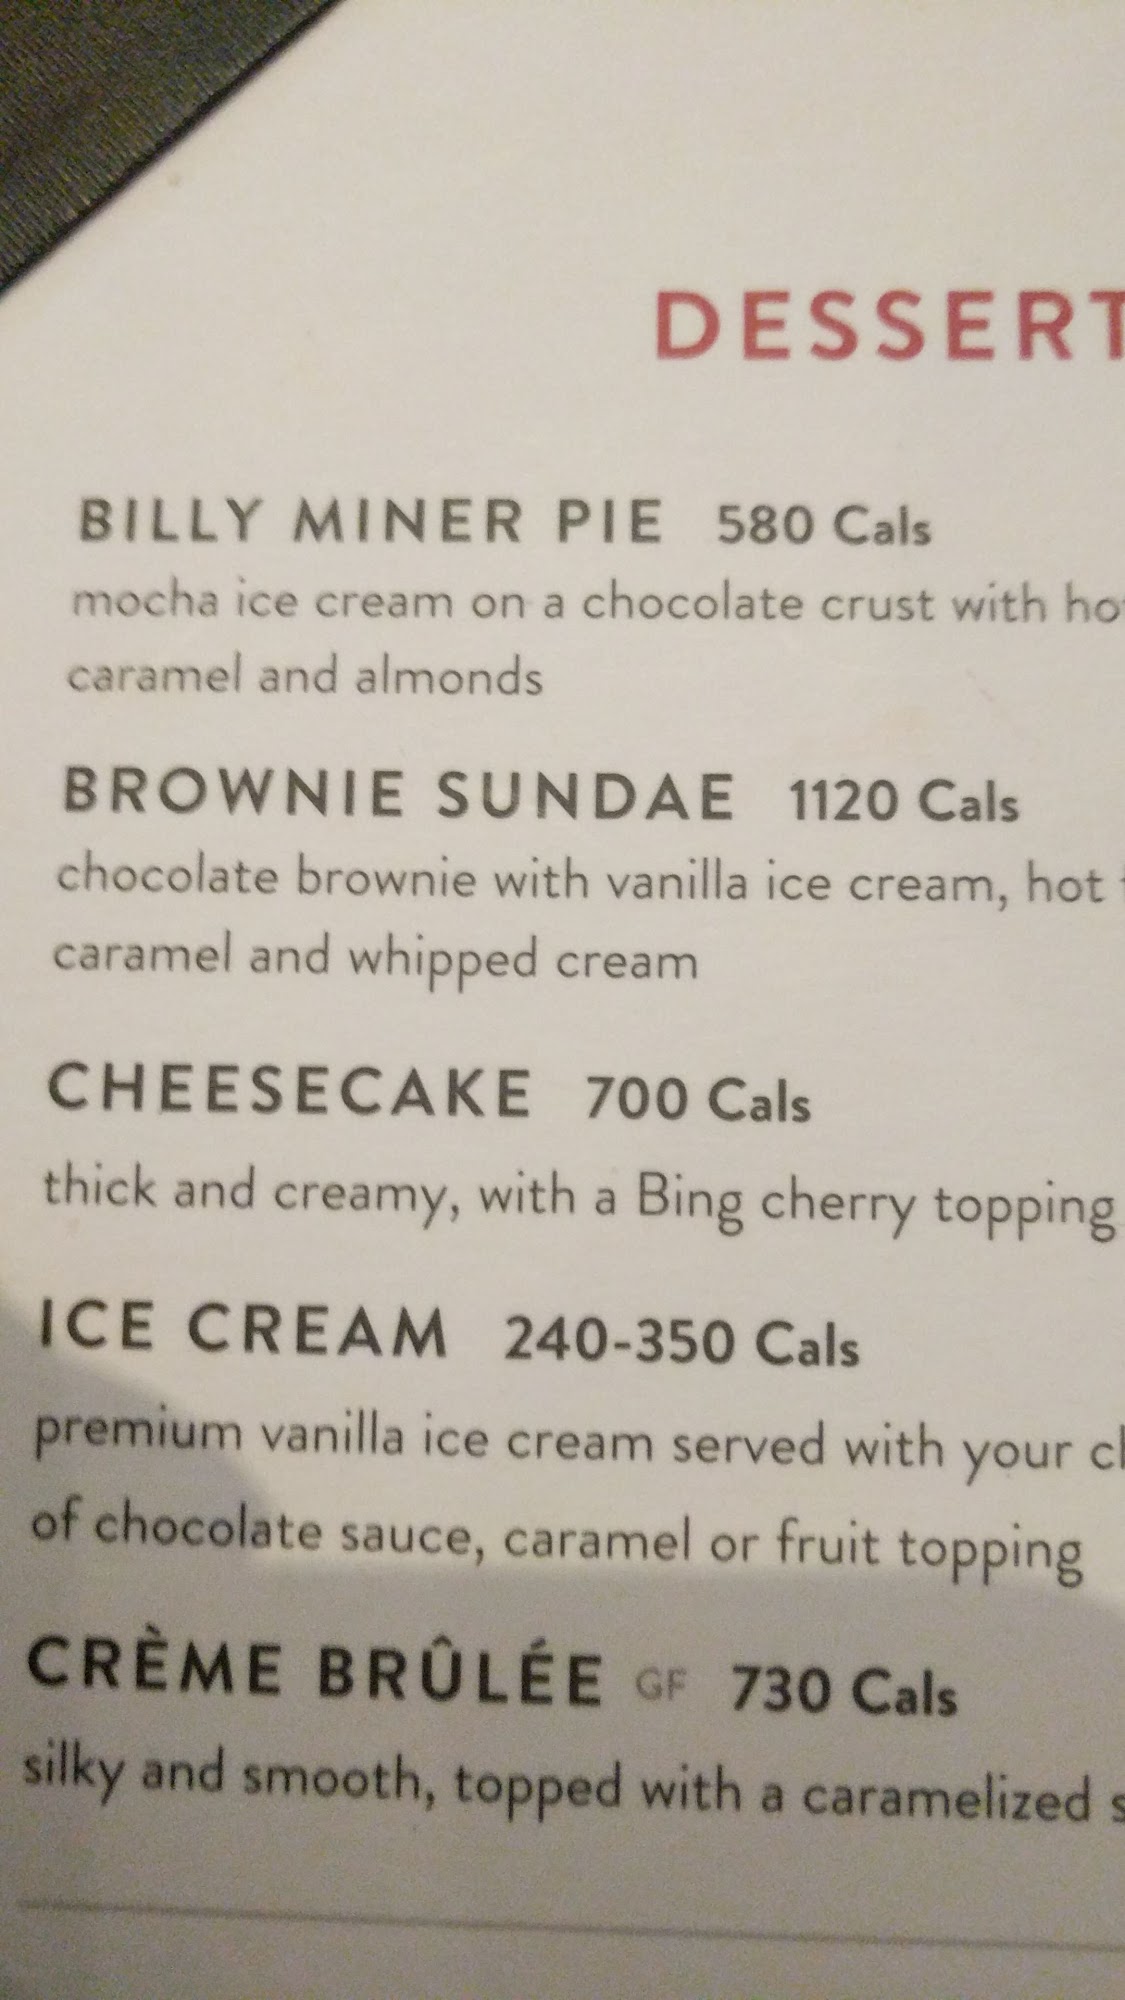 DESSERT
BILLY MINER PIE 580 Cals
mocha ice cream on a chocolate crust with
caramel and almonds
BROWNIE SUNDAE 1120 Cals
chocolate brownie with vanilla ice cream, hot
caramel and whipped cream
CHEESECAKE 700 Cals
thick and creamy, with a Bing cherry topping
ICE CREAM 240-350 Cals
premium vanilla ice cream served with your
of chocolate sauce, caramel or fruit topping
CRÈME BRÛLÉE GF 730 Cals
silky and smooth, topped with a caramelized